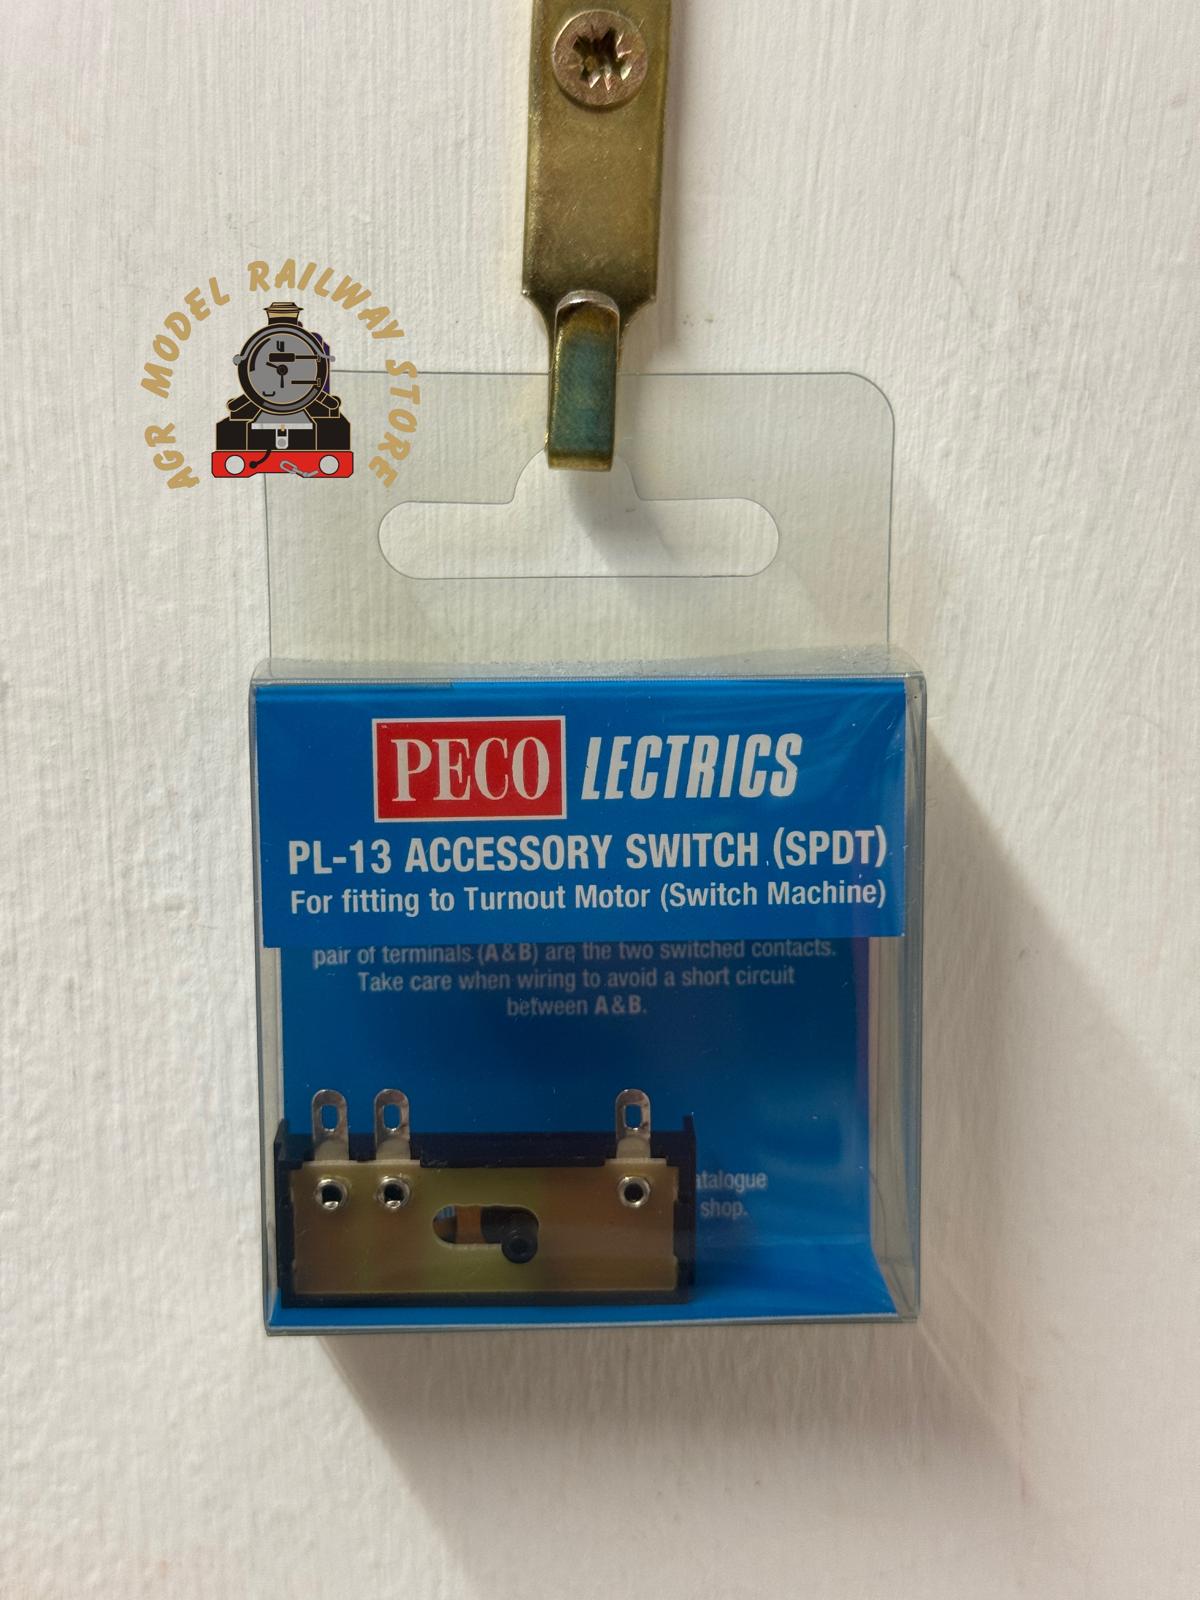 AGR MODEL RAILWAY STORE
PECO LECTRICS
PL-13 ACCESSORY SWITCH (SPDT)
For fitting to Turnout Motor (Switch Machine)
pair of terminals (A&B) are the two switched contacts.
Take care when wiring to avoid a short circuit
between A&B.
atalogue
shop.